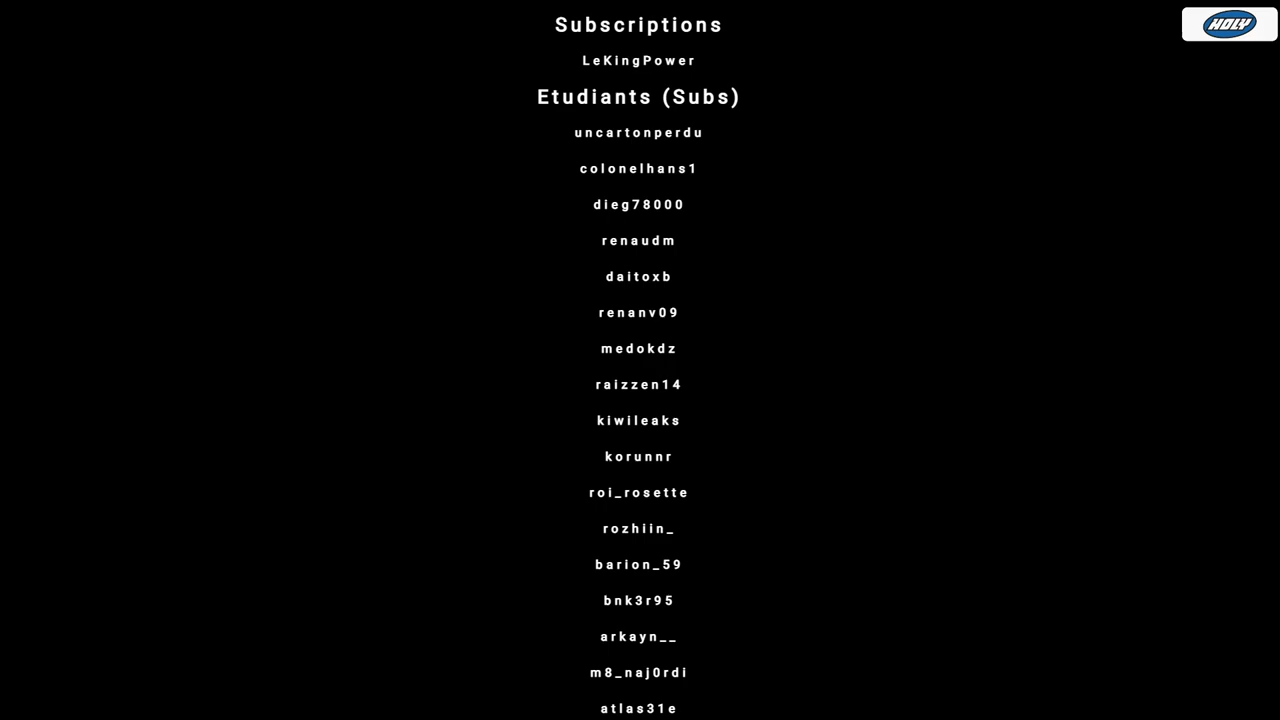 Subscriptions
HOLY
LeKingPower
Etudiants (Subs)
uncartonperdu
colonelhans1
dieg78000
renaudm
daitoxb
renanv09
medokdz
raizzen14
kiwileaks
korunnr
roi_rosette
rozhiin_
barion_59
bnk3r95
arkayn__
m8_naj0rdi
atlas31e